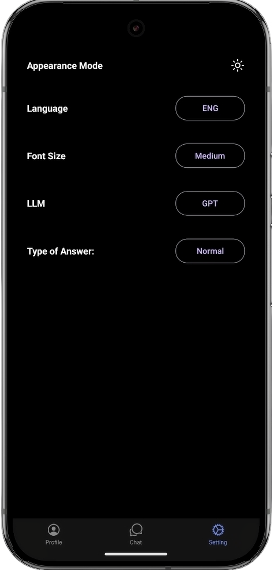 Appearance Mode
Language ENG
Font Size Medium
LLM GPT
Type of Answer: Normal
Profile Chat Setting